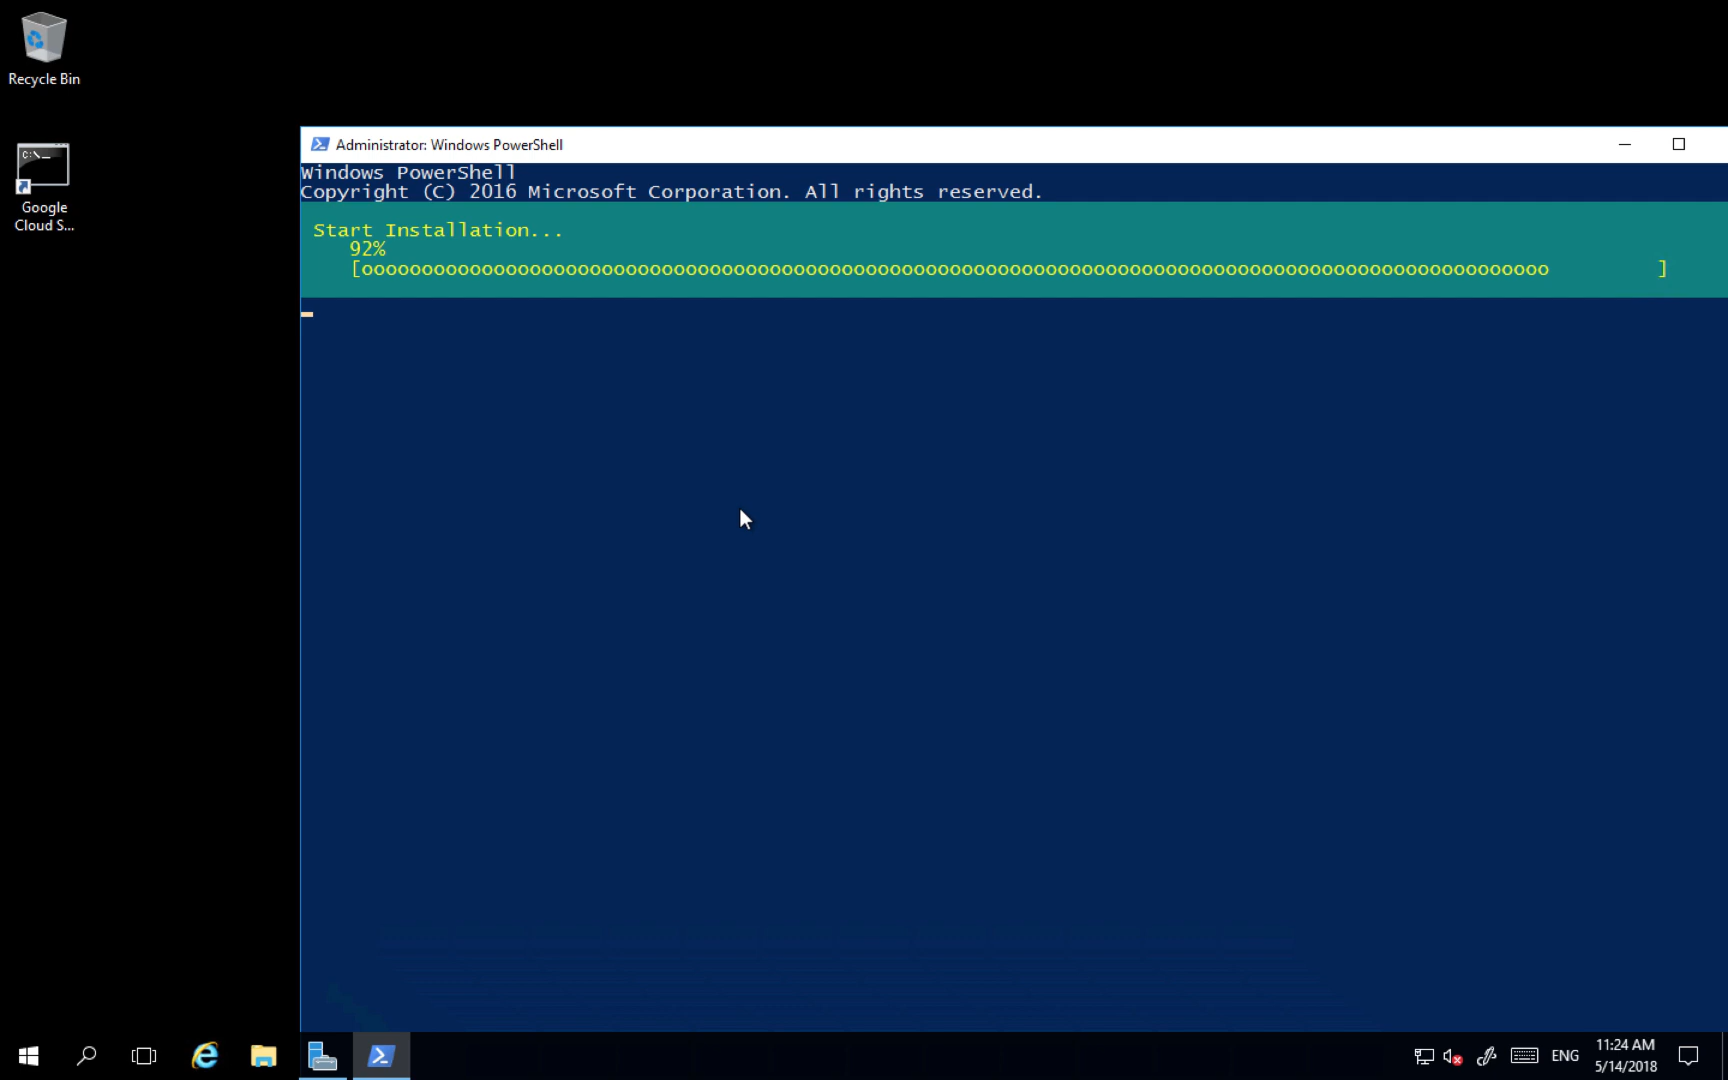 Recycle Bin
Google
Cloud S...
Administrator: Windows PowerShell
Windows PowerShell
Copyright (C) 2016 Microsoft Corporation. All rights reserved.
Start Installation...
92%
[oooooooooooooooooooooooooooooooooooooooooooooooooooooooooooooooooooooooooooooooooooooooooooooooooo ]
ENG
11:24 AM
5/14/2018